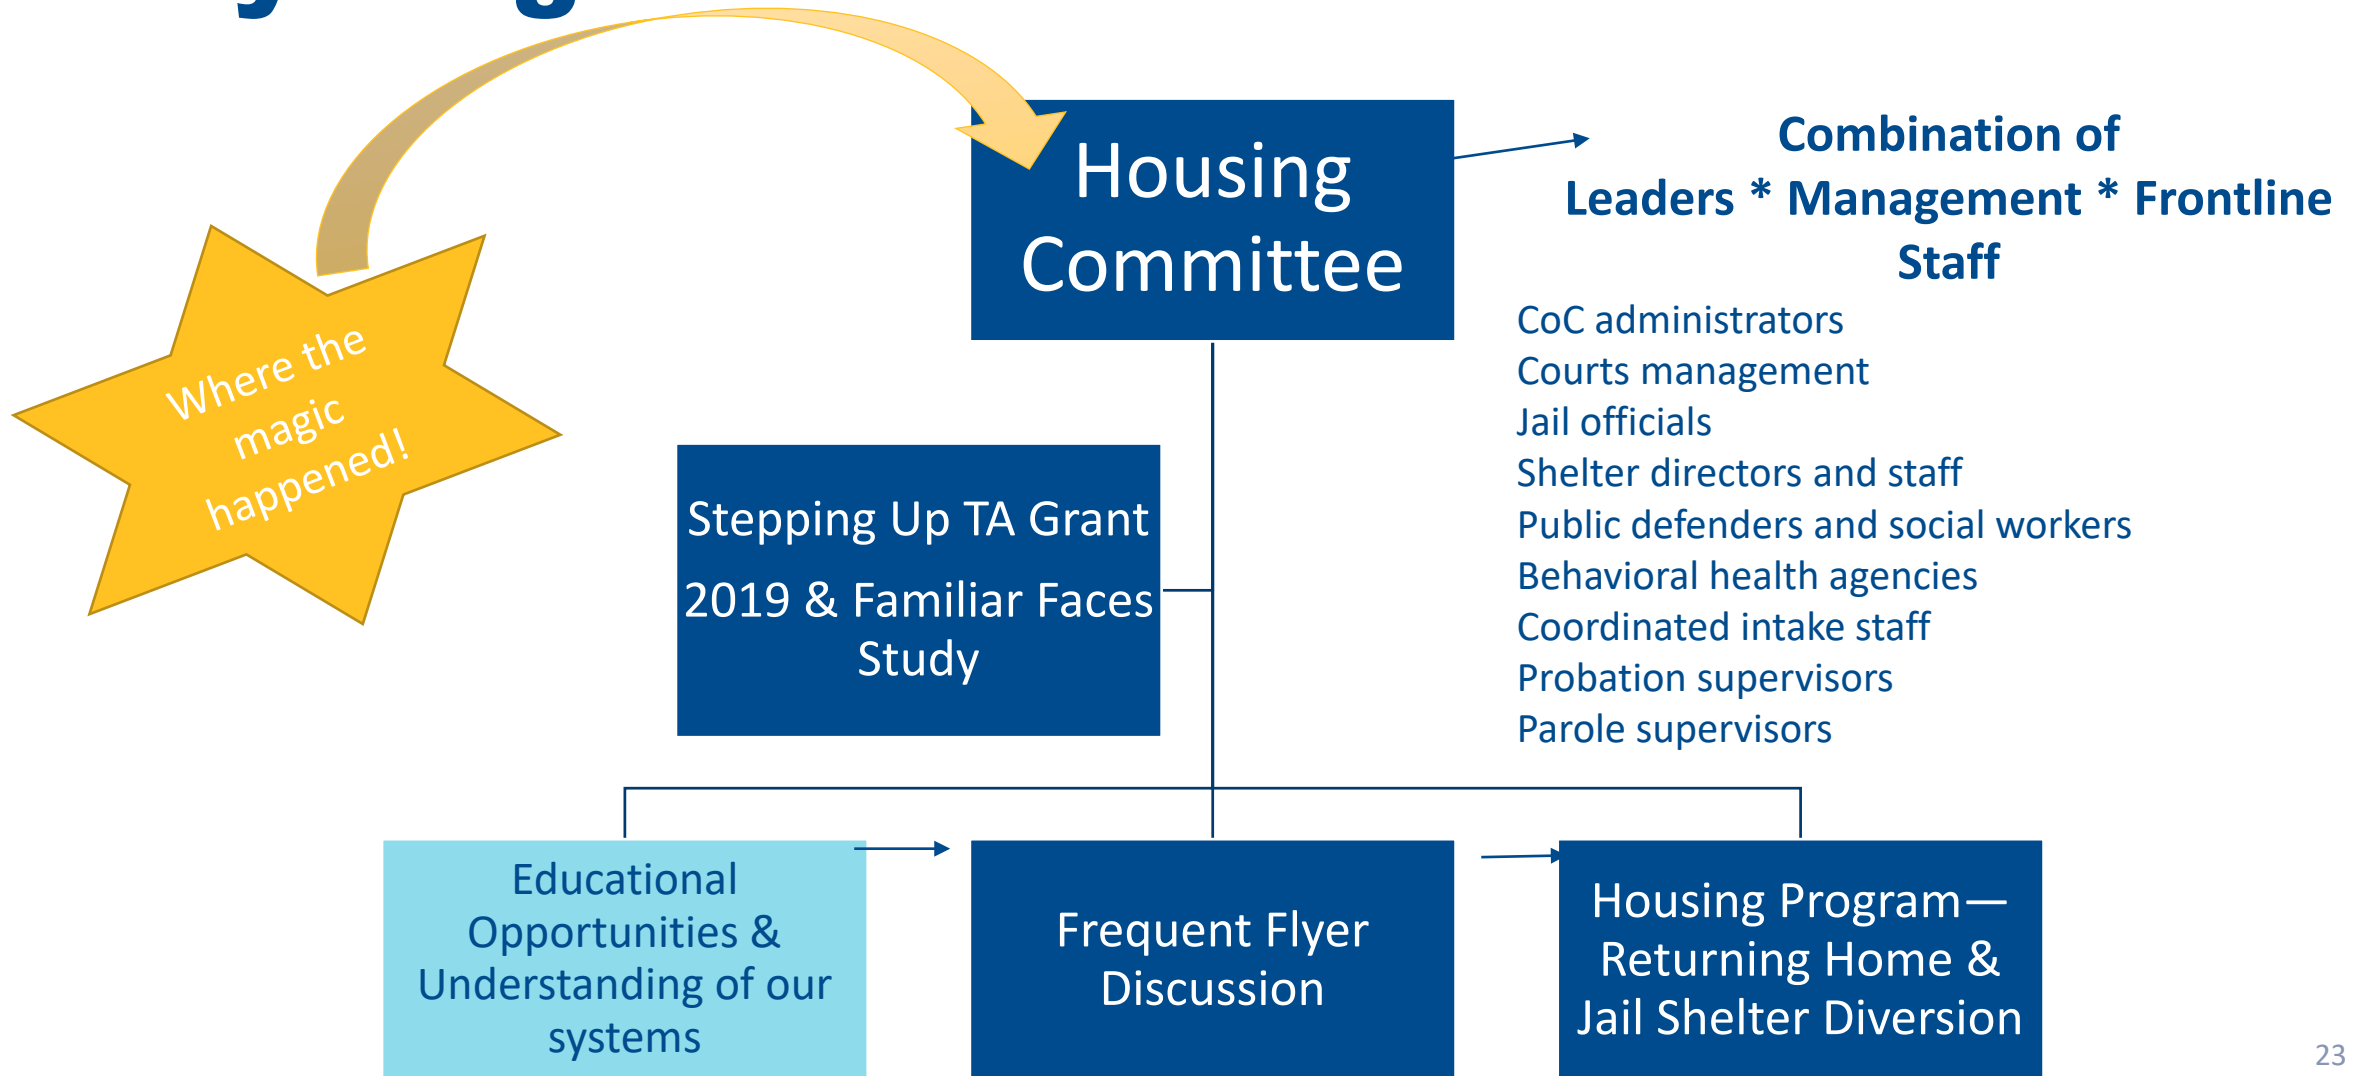 Housing
Committee
Combination of
Leaders * Management * Frontline
Staff
Where the
magic
happened!
CoC administrators
Courts management
Jail officials
Shelter directors and staff
Public defenders and social workers
Behavioral health agencies
Coordinated intake staff
Probation supervisors
Parole supervisors
Stepping Up TA Grant
2019 & Familiar Faces
Study
Educational
Opportunities &
Understanding of our
systems
Frequent Flyer
Discussion
Housing Program—
Returning Home &
Jail Shelter Diversion
23